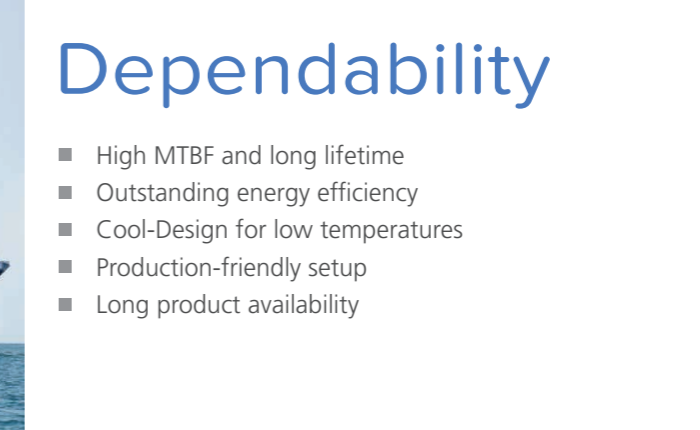 Dependability
High MTBF and long lifetime
Outstanding energy efficiency
Cool-Design for low temperatures
Production-friendly setup
Long product availability